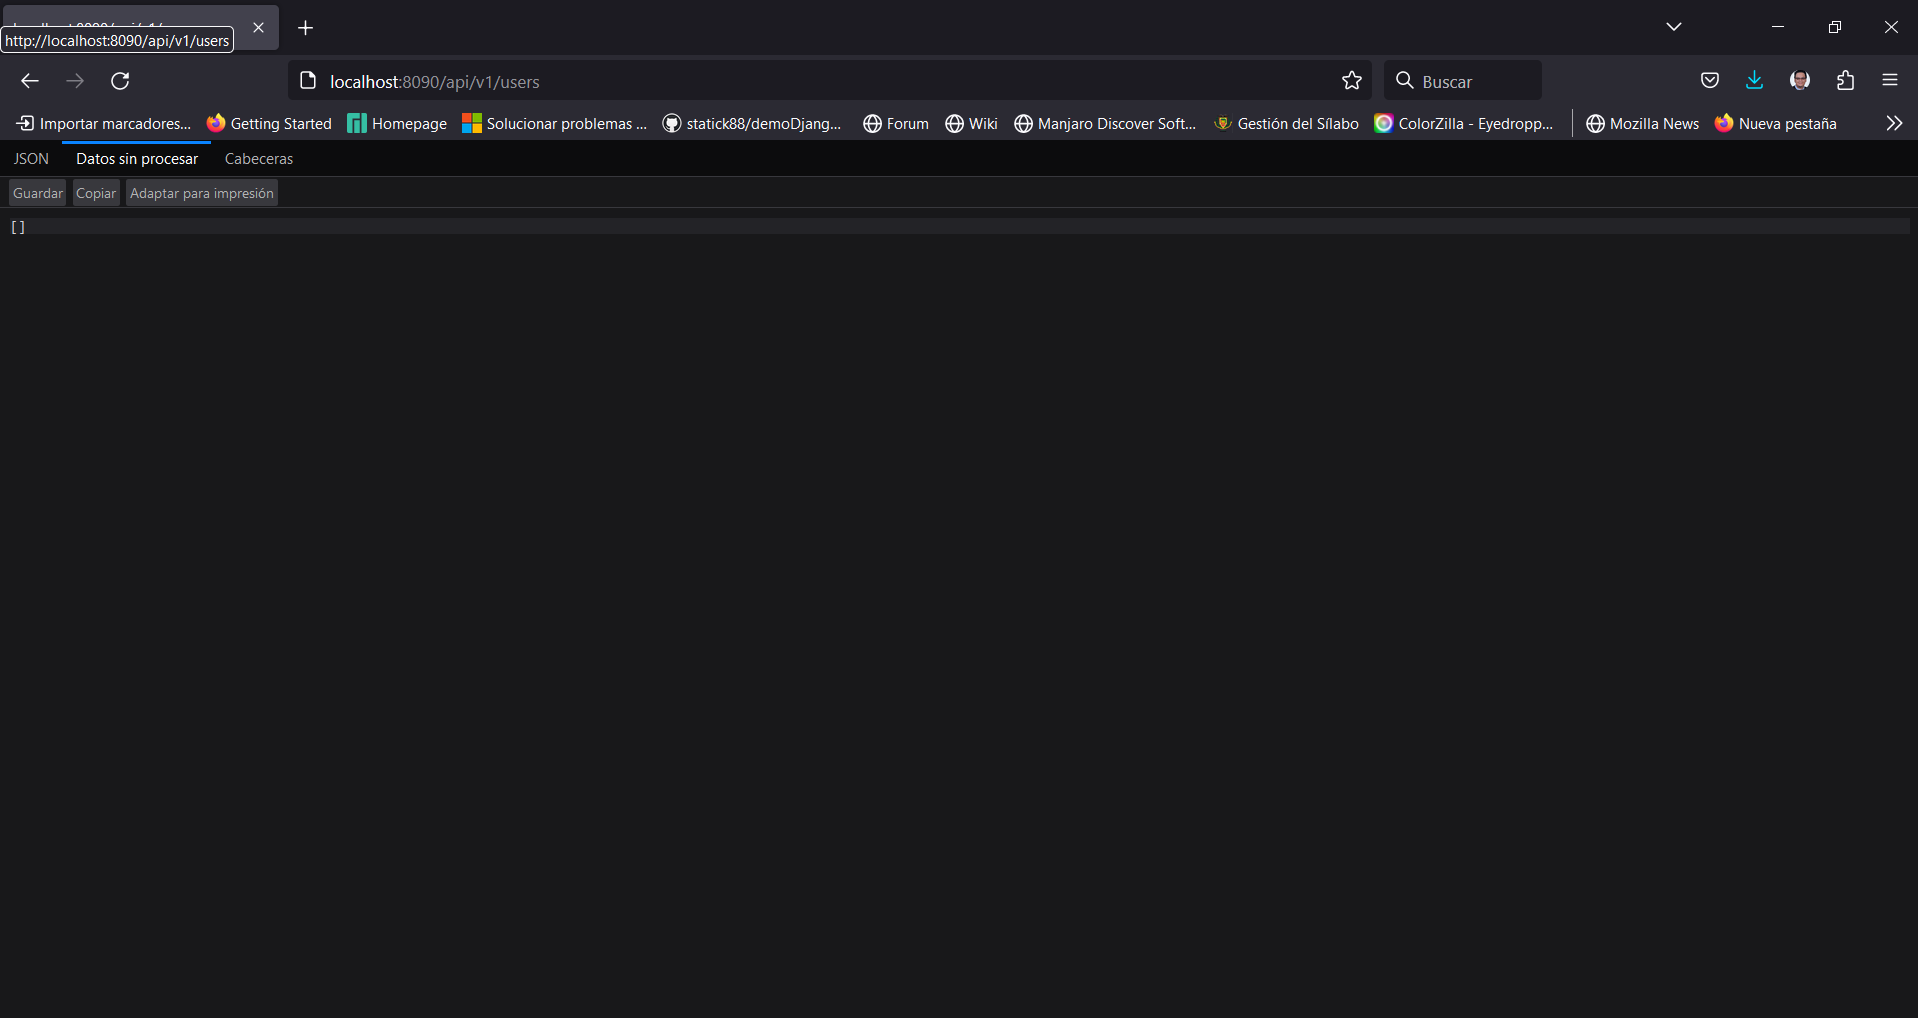 http://localhost:8090/api/v1/users
localhost:8090/api/v1/users
Buscar
Importar marcadores...
Getting Started
Homepage
Solucionar problemas ...
statick88/demoDjang...
Forum
Wiki
Manjaro Discover Soft...
Gestión del Sílabo
ColorZilla - Eyedropp...
Mozilla News
Nueva pestaña
JSON
Datos sin procesar
Cabeceras
Guardar
Copiar
Adaptar para impresión
[]